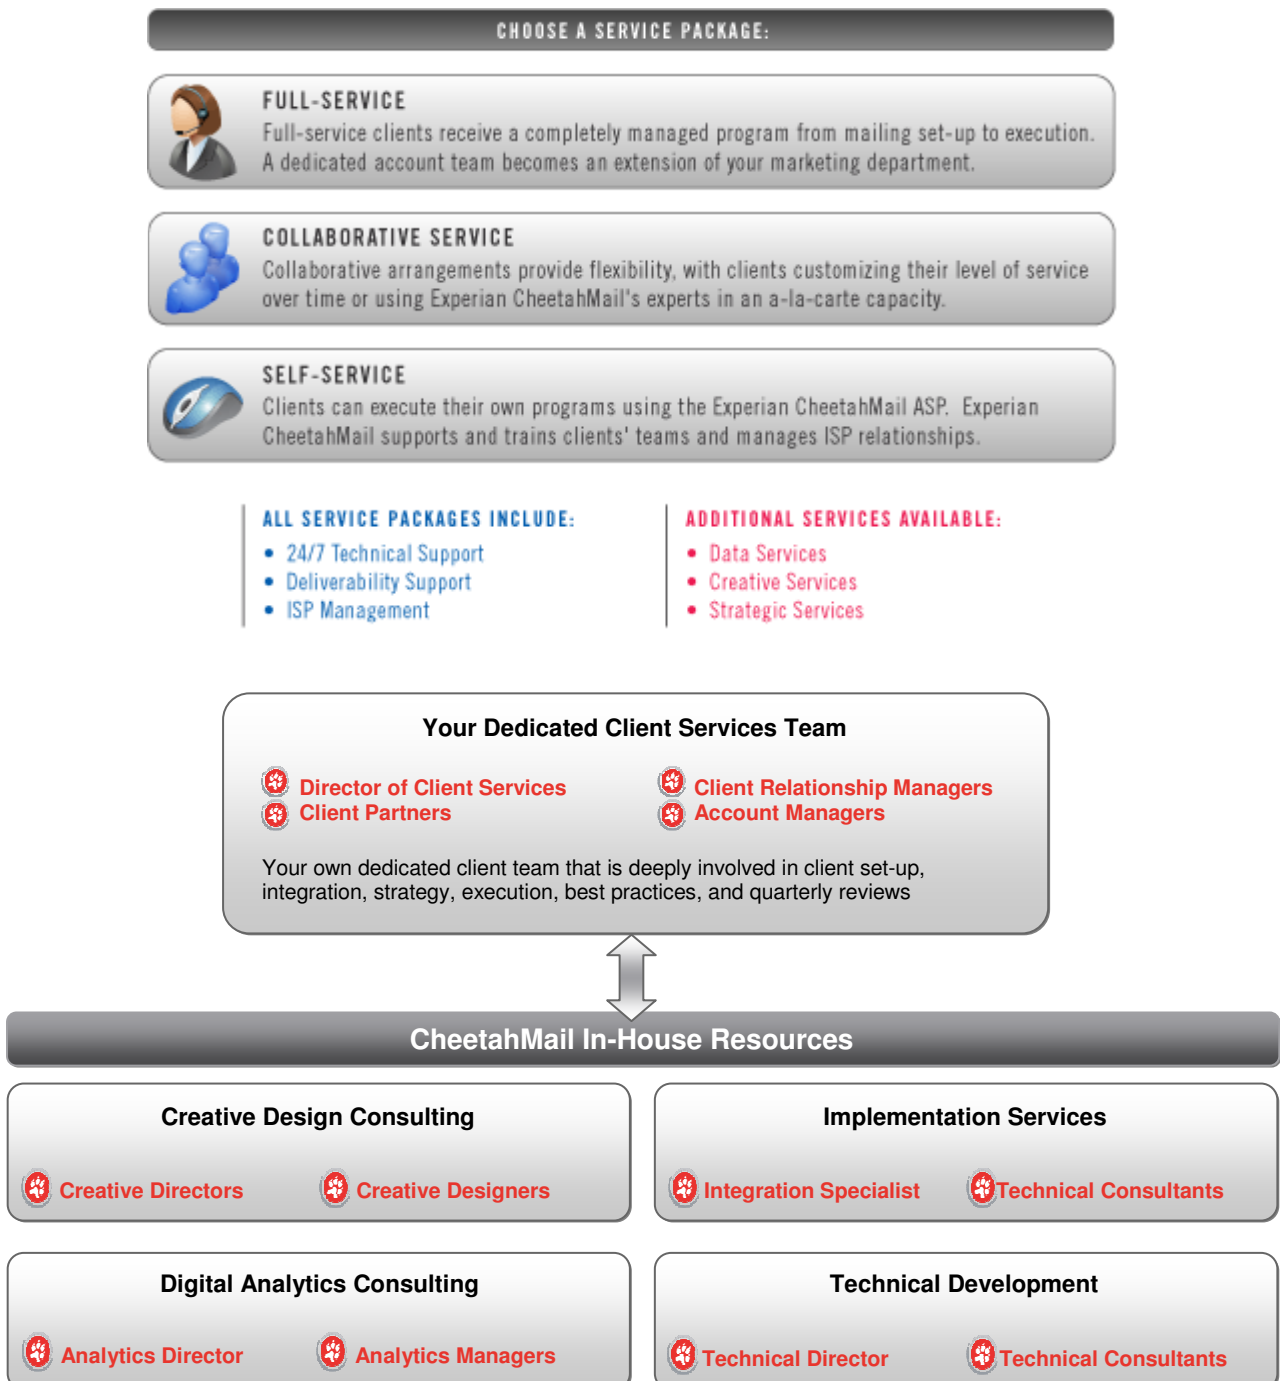 CHOOSE A SERVICE PACKAGE:
FULL-SERVICE
Full-service clients receive a completely managed program from mailing set-up to execution.
A dedicated account team becomes an extension of your marketing department.
COLLABORATIVE SERVICE
Collaborative arrangements provide flexibility, with clients customizing their level of service
over time or using Experian CheetahMail's experts in an a-la-carte capacity.
SELF-SERVICE
Clients can execute their own programs using the Experian CheetahMail ASP. Experian
CheetahMail supports and trains clients' teams and manages ISP relationships.
ALL SERVICE PACKAGES INCLUDE:
• 24/7 Technical Support
• Deliverability Support
• ISP Management
ADDITIONAL SERVICES AVAILABLE:
• Data Services
• Creative Services
• Strategic Services
Your Dedicated Client Services Team
Director of Client Services
Client Partners
Client Relationship Managers
Account Managers
Your own dedicated client team that is deeply involved in client set-up,
integration, strategy, execution, best practices, and quarterly reviews
CheetahMail In-House Resources
Creative Design Consulting
Creative Directors
Creative Designers
Implementation Services
Integration Specialist
Technical Consultants
Digital Analytics Consulting
Analytics Director
Analytics Managers
Technical Development
Technical Director
Technical Consultants